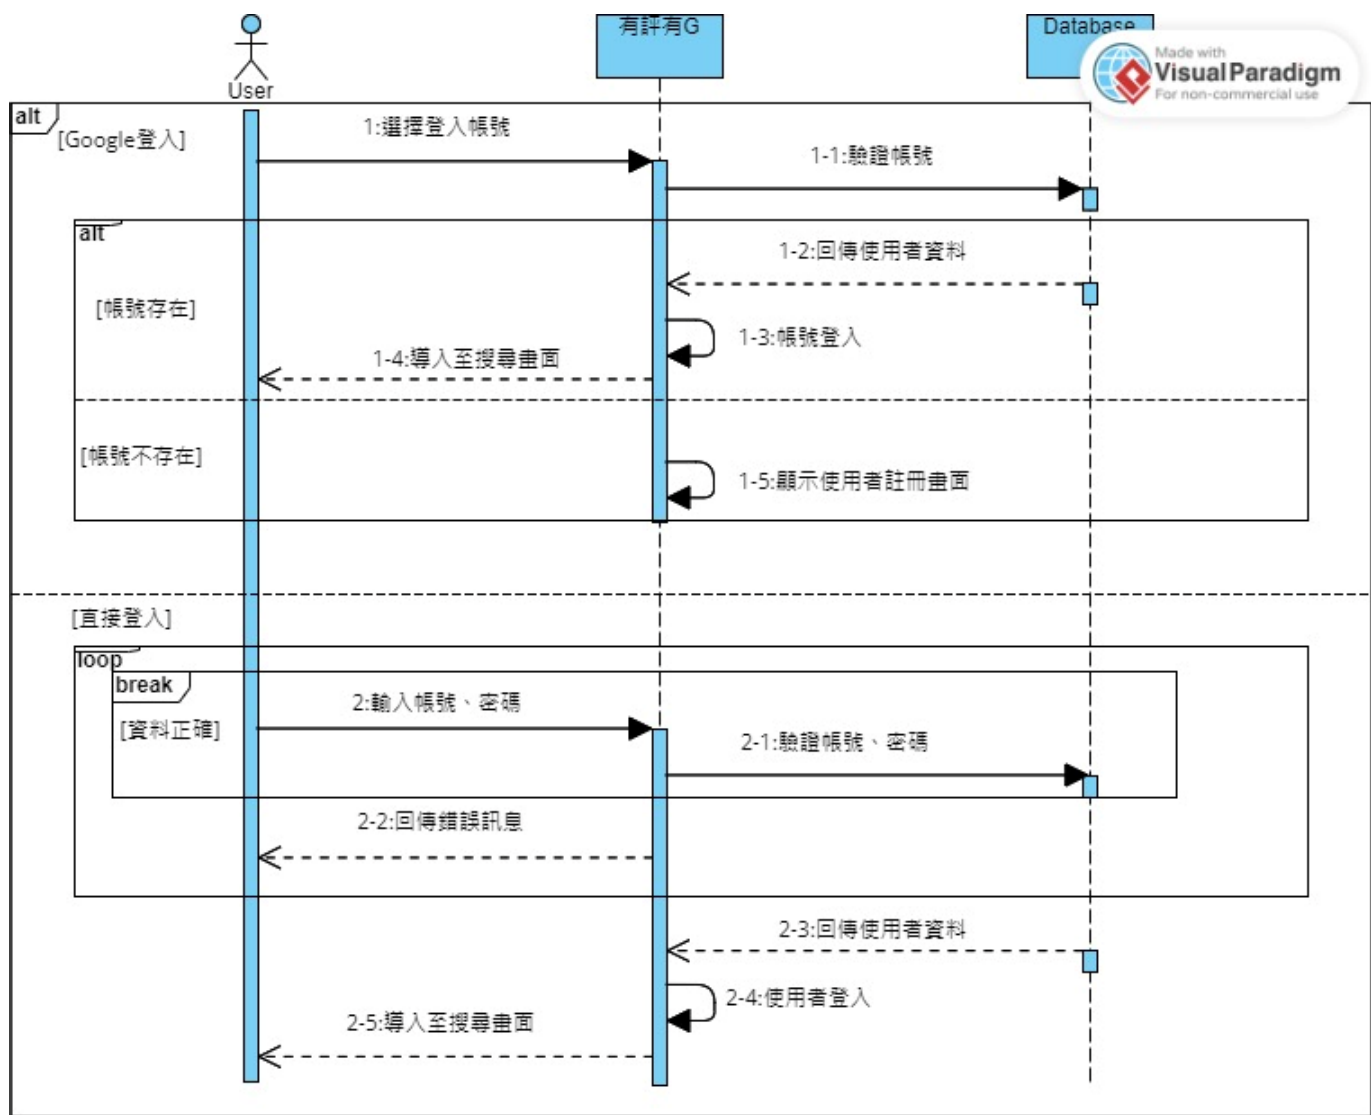 有評有G
Database
Made with
Visual Paradigm
For non-commercial use
User
alt
[Google登入]
1:選擇登入帳號
1-1:驗證帳號
alt
1-2:回傳使用者資料
[帳號存在]
1-3:帳號登入
1-4:導入至搜尋畫面
[帳號不存在]
1-5:顯示使用者註冊畫面
[直接登入]
loop
break
2:輸入帳號、密碼
[資料正確]
2-1:驗證帳號、密碼
2-2:回傳錯誤訊息
2-3:回傳使用者資料
2-4:使用者登入
2-5:導入至搜尋畫面